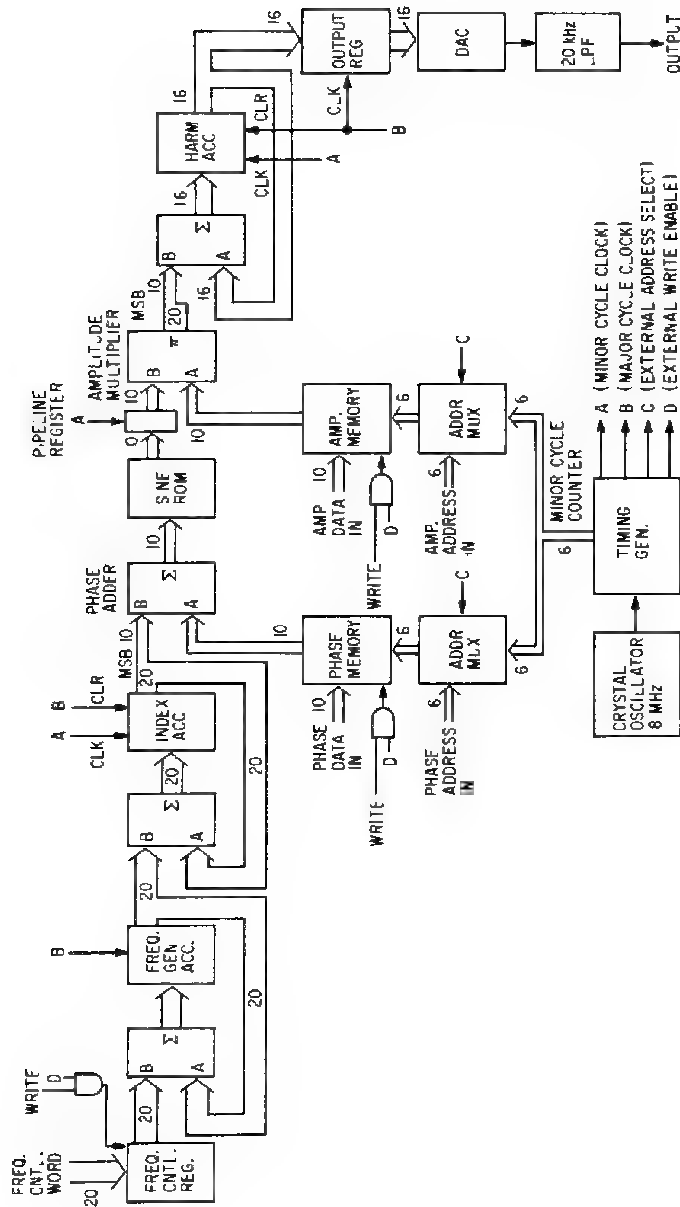 FREQ.
CNTL.
WORD
20
WRITE
D
FREQ.
CNTL.
REG.
20
B
A
Σ
20
B
FREQ.
GEN
ACC.
20
B
A
Σ
20
20
A
B
CLK
CLR
INDEX
ACC
MSB
10
20
PHASE ADDER
B
A
Σ
10
SINE
ROM
PIPELINE
REGISTER
A
10
AMPLITUDE
MULTIPLIER
B
A
π
MSB
10
20
B
A
Σ
16
16
HARM
ACC
16
CLK
CLR
A
B
CLK
OUTPUT
REG
16
16
DAC
20 kHz
LPF
OUTPUT
PHASE
DATA
IN
10
10
PHASE
MEMORY
WRITE
D
6
PHASE
ADDRESS
IN
6
ADDR
MUX
C
6
AMP
DATA
IN
10
10
AMP.
MEMORY
WRITE
D
6
AMP.
ADDRESS
IN
6
ADDR
MUX
C
6
MINOR CYCLE
COUNTER
6
CRYSTAL
OSCILLATOR
8 MHz
TIMING
GEN.
A (MINOR CYCLE CLOCK)
B (MAJOR CYCLE CLOCK)
C (EXTERNAL ADDRESS SELECT)
D (EXTERNAL WRITE ENABLE)